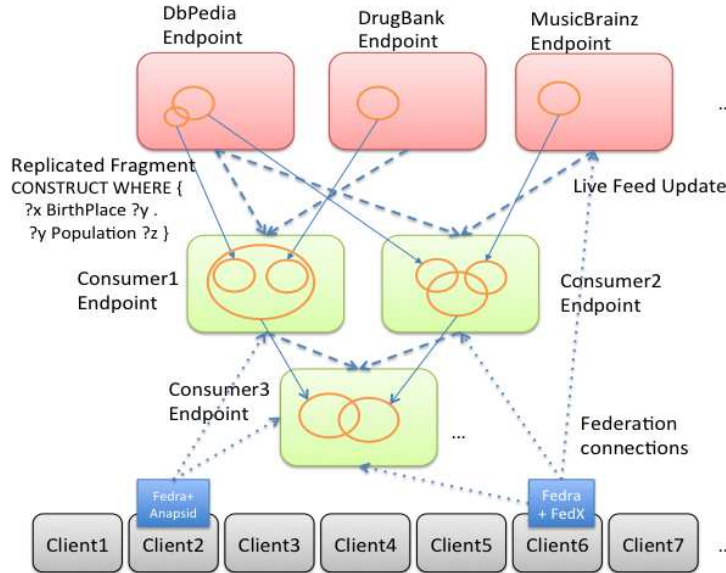 DbPedia
Endpoint
DrugBank
Endpoint
MusicBrainz
Endpoint
..
Replicated Fragment
CONSTRUCT WHERE {
?x BirthPlace ?y .
?y Population ?z }
Live Feed Update
Consumer1
Endpoint
Consumer2
Endpoint
Consumer3
Endpoint
...
Federation
connections
Fedra+
Anapsid
Fedra
+ FedX
Client1
Client2
Client3
Client4
Client5
Client6
Client7
..